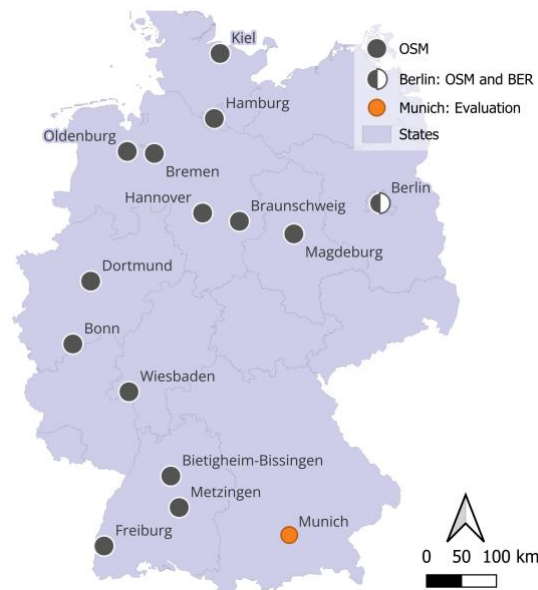 Kiel
OSM
Berlin: OSM and BER
Munich: Evaluation
States
Hamburg
Oldenburg
Bremen
Berlin
Hannover
Braunschweig
Magdeburg
Dortmund
Bonn
Wiesbaden
Bietigheim-Bissingen
Metzingen
Munich
Freiburg
0 50 100 km